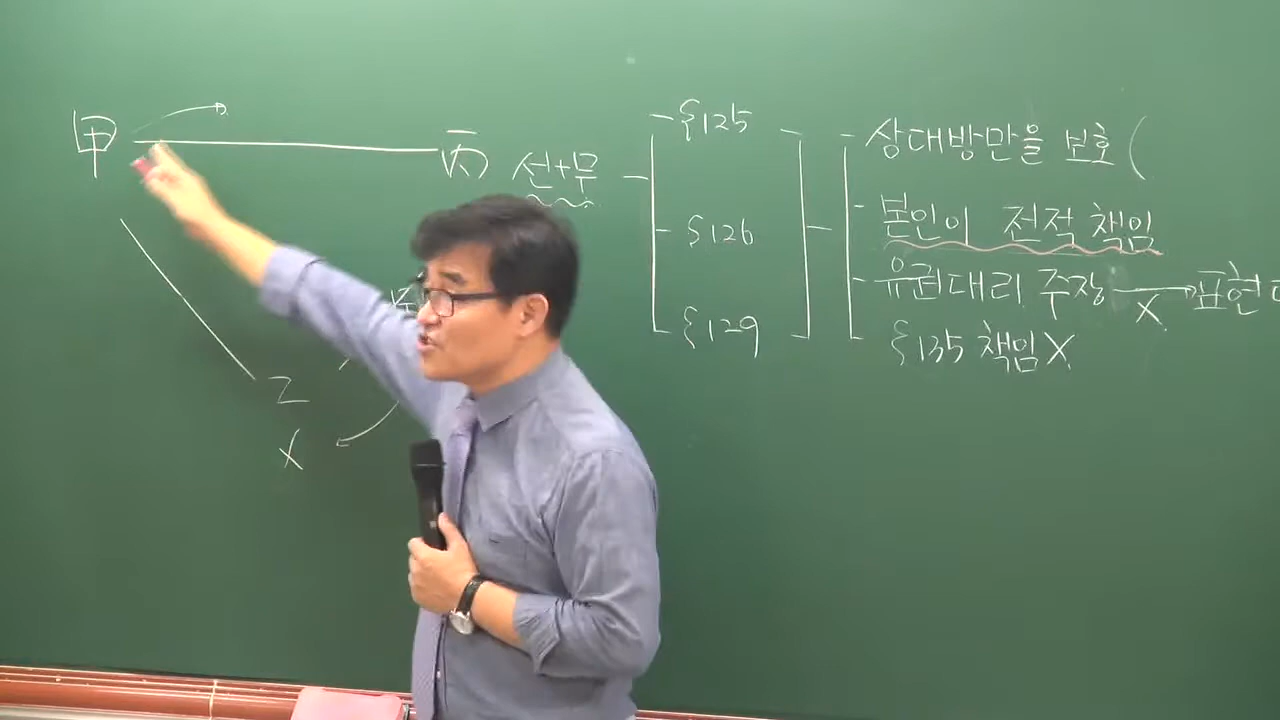 甲
丙 선+무
乙
X
§125
§126
§129
- 상대방만을 보호 (
- 본인이 전적 책임
- 유권대리 주장 X → 표현
§135 책임 X